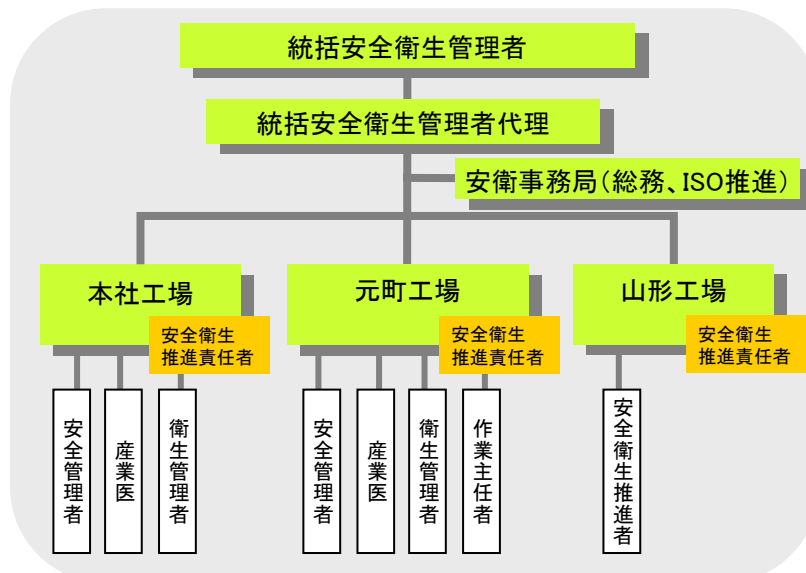 統括安全衛生管理者
統括安全衛生管理者代理
安衛事務局(総務、ISO推進)
本社工場
安全衛生
推進責任者
元町工場
安全衛生
推進責任者
山形工場
安全衛生
推進責任者
安全管理者
産業医
衛生管理者
安全管理者
産業医
衛生管理者
作業主任者
安全衛生推進者